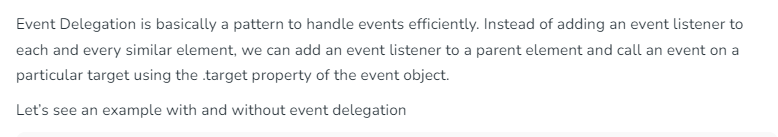 Event Delegation is basically a pattern to handle events efficiently. Instead of adding an event listener to
each and every similar element, we can add an event listener to a parent element and call an event on a
particular target using the .target property of the event object.
Let's see an example with and without event delegation